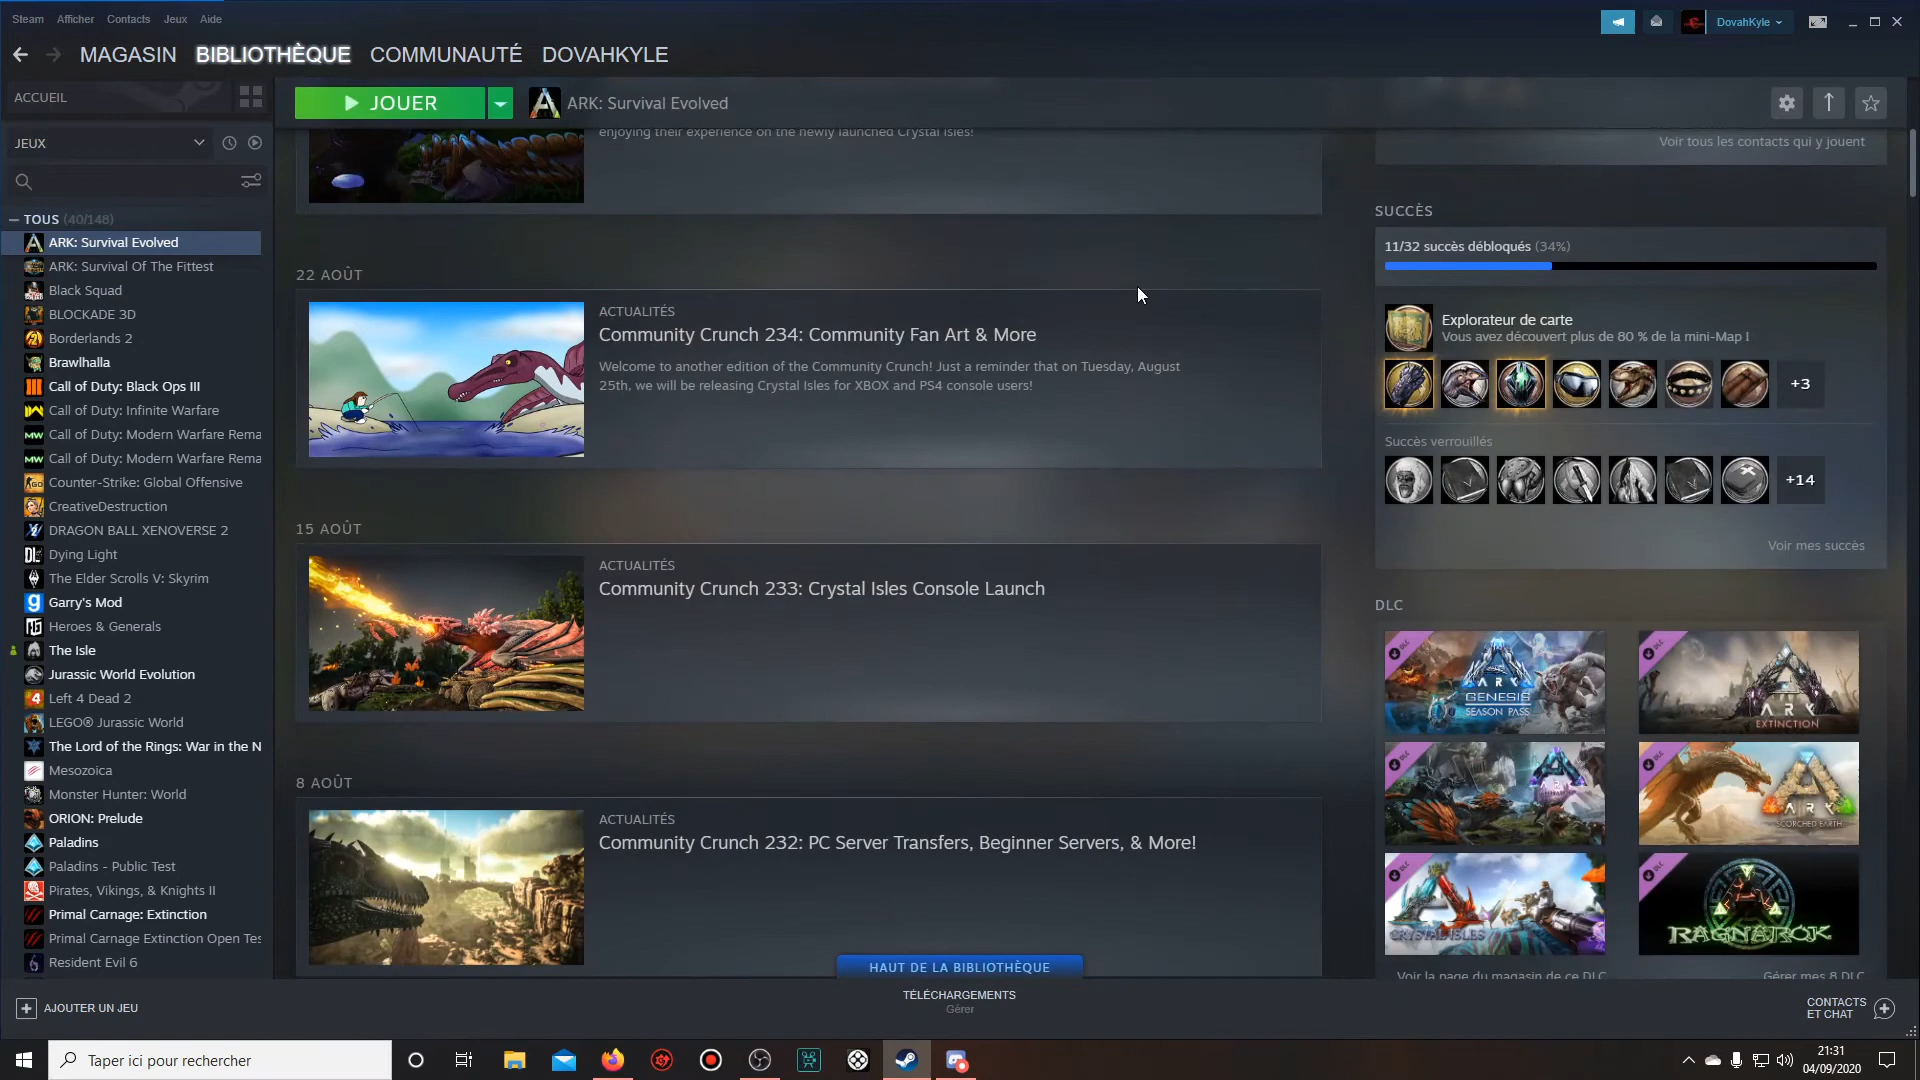 Steam Afficher Contacts Jeux Aide
DovahKyle
MAGASIN BIBLIOTHÈQUE COMMUNAUTÉ DOVAHKYLE
ACCUEIL
JEUX
TOUS (40/148)
ARK: Survival Evolved
ARK: Survival Of The Fittest
Black Squad
BLOCKADE 3D
Borderlands 2
Brawlhalla
Call of Duty: Black Ops III
Call of Duty: Infinite Warfare
Call of Duty: Modern Warfare Rema
Call of Duty: Modern Warfare Rema
Counter-Strike: Global Offensive
CreativeDestruction
DRAGON BALL XENOVERSE 2
Dying Light
The Elder Scrolls V: Skyrim
Garry's Mod
Heroes & Generals
The Isle
Jurassic World Evolution
Left 4 Dead 2
LEGO® Jurassic World
The Lord of the Rings: War in the N
Mesozoica
Monster Hunter: World
ORION: Prelude
Paladins
Paladins - Public Test
Pirates, Vikings, & Knights II
Primal Carnage: Extinction
Primal Carnage Extinction Open Tes
Resident Evil 6
AJOUTER UN JEU
JOUER
ARK: Survival Evolved
enjoying their experience on the newly launched Crystal Isles!
22 AOÛT
ACTUALITÉS
Community Crunch 234: Community Fan Art & More
Welcome to another edition of the Community Crunch! Just a reminder that on Tuesday, August
25th, we will be releasing Crystal Isles for XBOX and PS4 console users!
15 AOÛT
ACTUALITÉS
Community Crunch 233: Crystal Isles Console Launch
8 AOÛT
ACTUALITÉS
Community Crunch 232: PC Server Transfers, Beginner Servers, & More!
HAUT DE LA BIBLIOTHÈQUE
TÉLÉCHARGEMENTS
Gérer
Voir tous les contacts qui y jouent
SUCCÈS
11/32 succès débloqués (34%)
Explorateur de carte
Vous avez découvert plus de 80 % de la mini-Map !
+3
Succès verrouillés
+14
Voir mes succès
DLC
DLC
ARK
GENESIS
SEASON PASS
DLC
ARK
EXTINCTION
DLC
DLC
ARK
SCORCHED EARTH
DLC
CRYSTAL ISLES
DLC
RAGNAROK
Voir la page du magasin de ce DLC
Gérer mes 8 DLC
CONTACTS
ET CHAT
Taper ici pour rechercher
21:31
04/09/2020